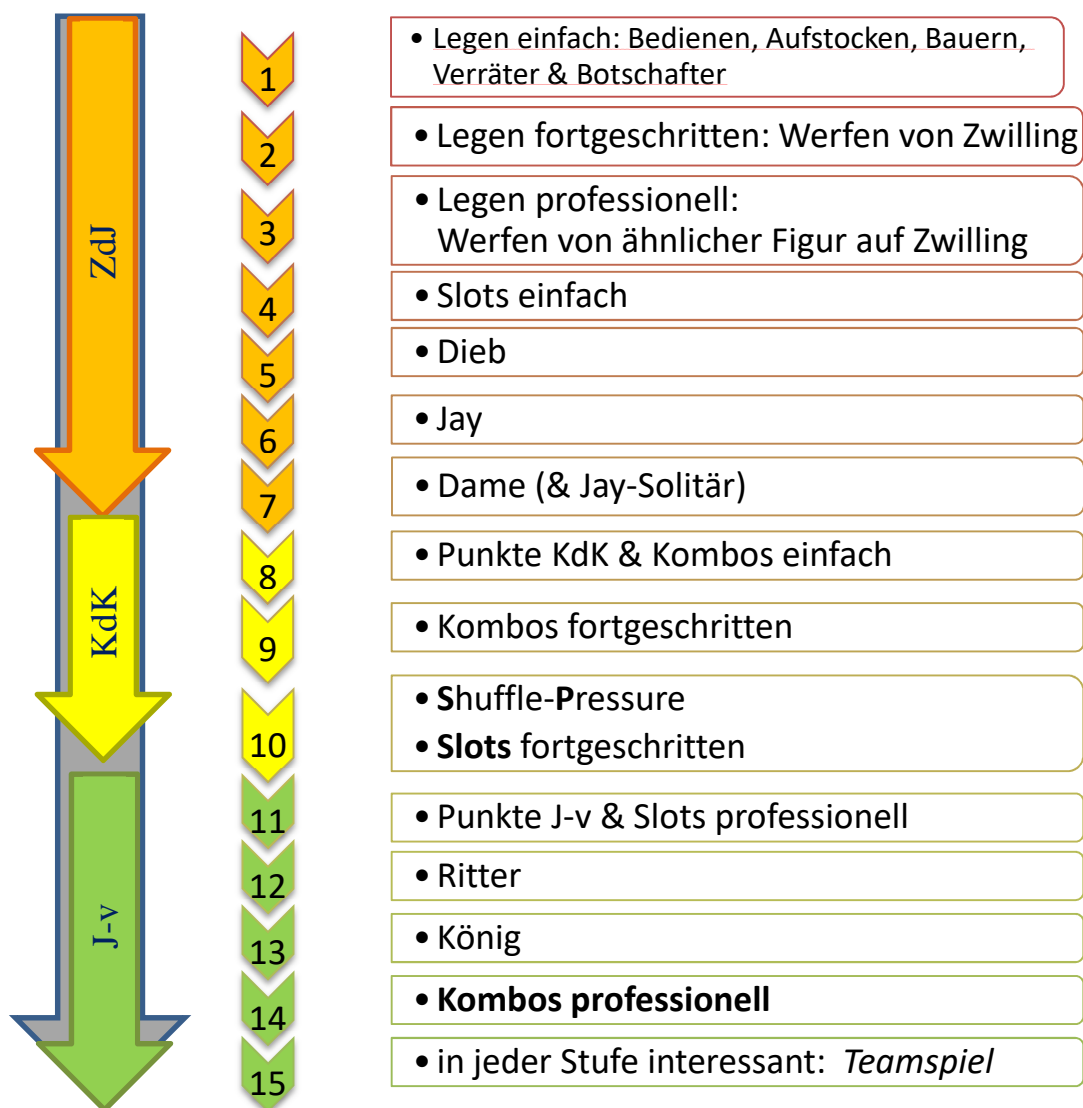 ZdJ
KdK
J-v
1
• Legen einfach: Bedienen, Aufstocken, Bauern,
Verräter & Botschafter
2
• Legen fortgeschritten: Werfen von Zwilling
3
• Legen professionell:
Werfen von ähnlicher Figur auf Zwilling
4
• Slots einfach
5
• Dieb
6
• Jay
7
• Dame (& Jay-Solitär)
8
• Punkte KdK & Kombos einfach
9
• Kombos fortgeschritten
10
• Shuffle-Pressure
• Slots fortgeschritten
11
• Punkte J-v & Slots professionell
12
• Ritter
13
• König
14
• Kombos professionell
15
• in jeder Stufe interessant: Teamspiel